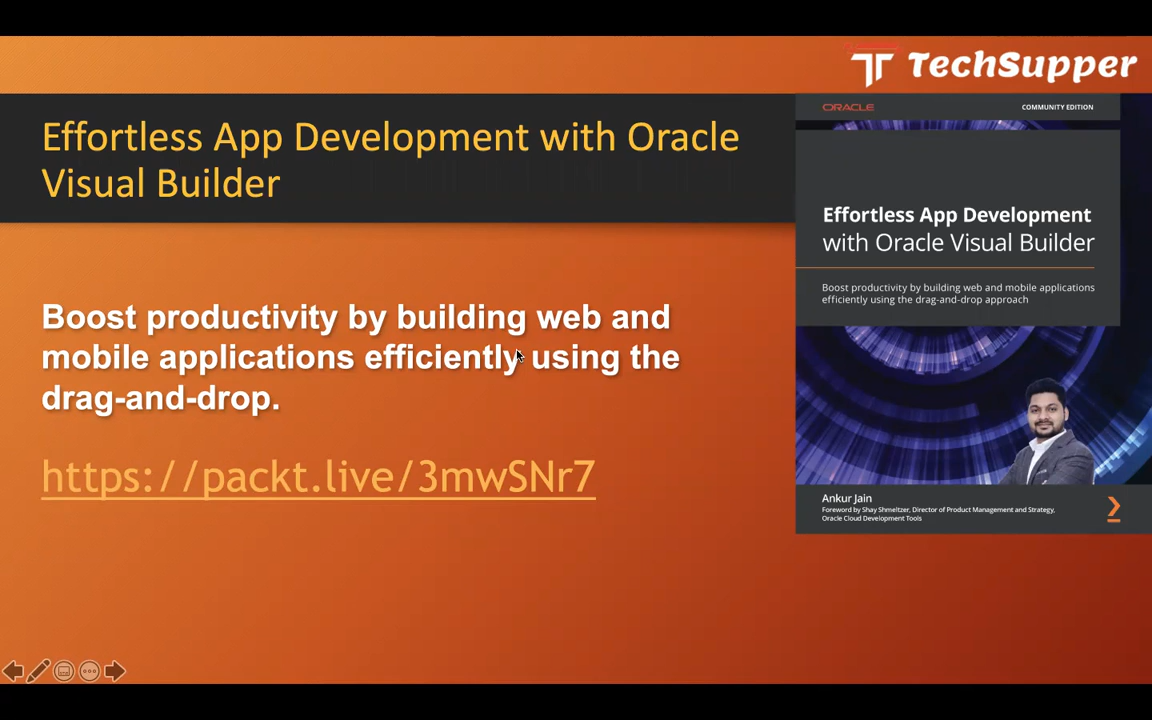 TechSupper
Effortless App Development with Oracle
Visual Builder
Boost productivity by building web and
mobile applications efficiently using the
drag-and-drop.
https://packt.live/3mwSNr7
ORACLE
COMMUNITY EDITION
Effortless App Development
with Oracle Visual Builder
Boost productivity by building web and mobile applications
efficiently using the drag-and-drop approach
Ankur Jain
Foreword by Shay Shmeltzer, Director of Product Management and Strategy,
Oracle Cloud Development Tools